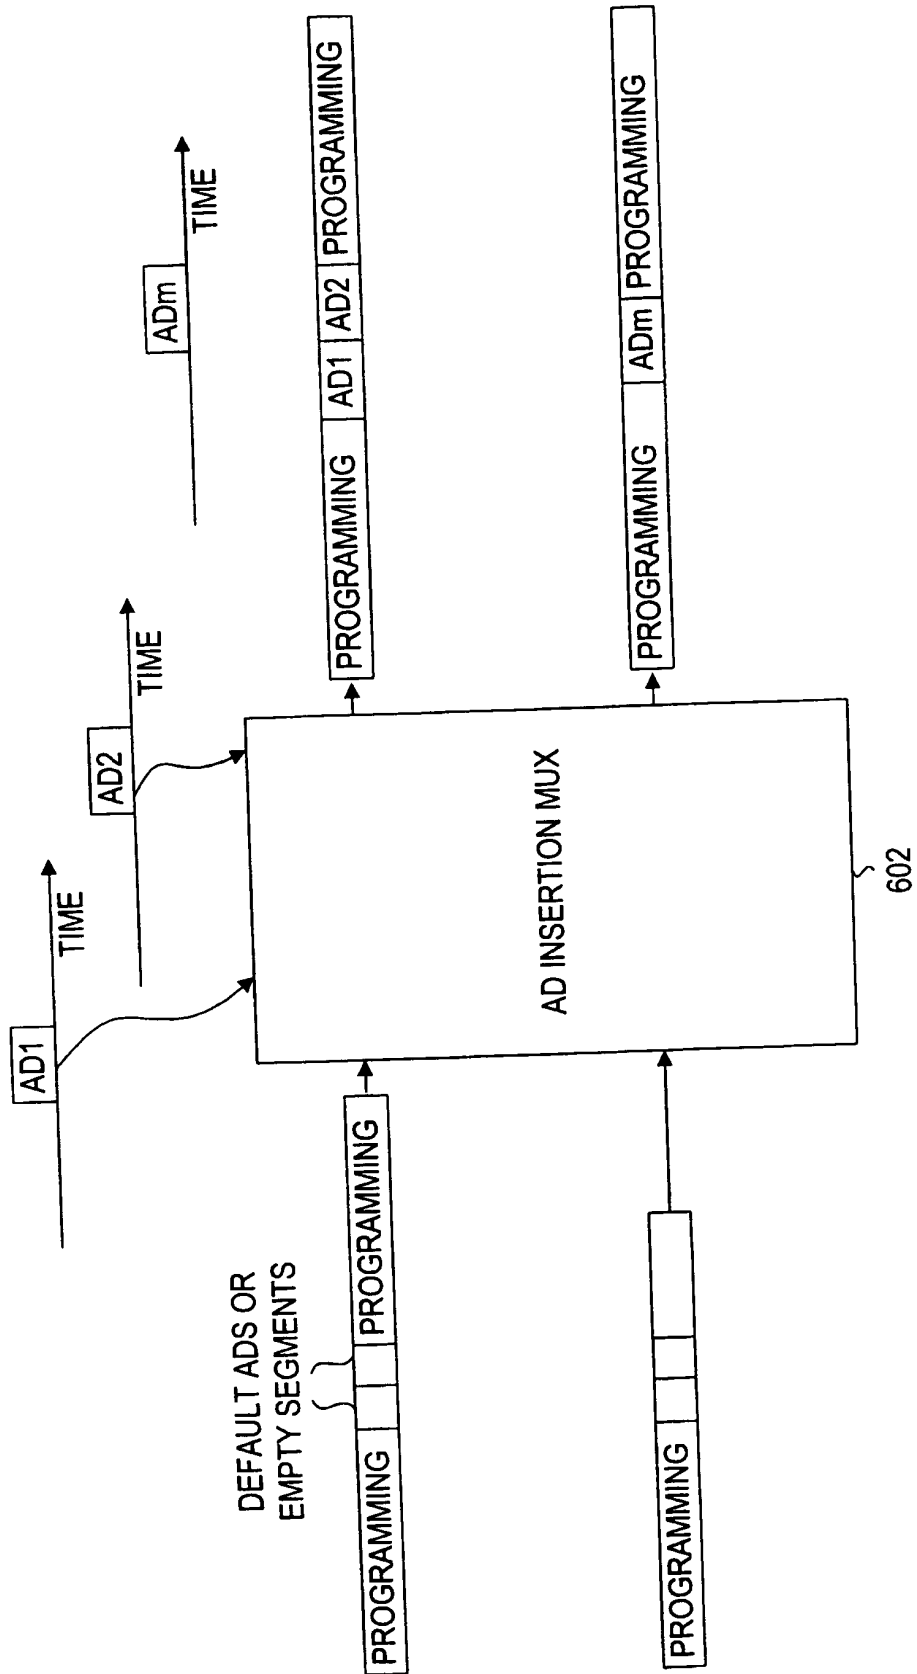 AD1
TIME
AD2
TIME
ADm
TIME
DEFAULT ADS OR
EMPTY SEGMENTS
PROGRAMMING
PROGRAMMING
PROGRAMMING
AD INSERTION MUX
602
PROGRAMMING
AD1
AD2
PROGRAMMING
PROGRAMMING
ADm
PROGRAMMING